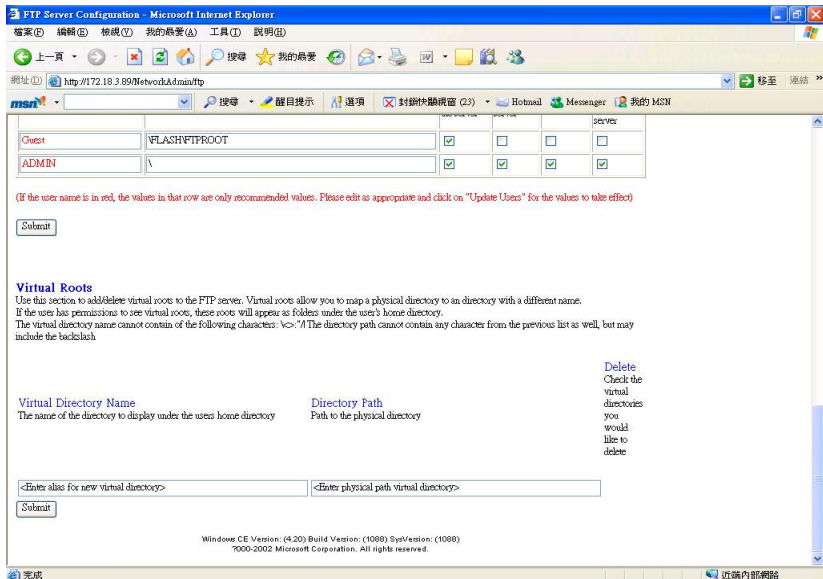 FTP Server Configuration - Microsoft Internet Explorer
檔案(F) 編輯(E) 檢視(V) 我的最愛(A) 工具(T) 說明(H)
上一頁 搜尋 我的最愛
網址(D) http://172.18.3.89/NetworkAdmin/ftp 移至 連結 »
msn 搜尋 醒目提示 選項 封鎖快顯視窗 (23) Hotmail Messenger 我的 MSN
server
Guest \FLASH\FTPROOT
ADMIN \
(If the user name is in red, the values in that row are only recommended values. Please edit as appropriate and click on "Update Users" for the values to take effect)
Submit
Virtual Roots
Use this section to add/delete virtual roots to the FTP server. Virtual roots allow you to map a physical directory to an directory with a different name.
If the user has permissions to see virtual roots, these roots will appear as folders under the user's home directory.
The virtual directory name cannot contain of the following characters: \<>:"/| The directory path cannot contain any character from the previous list as well, but may
include the backslash
Delete
Check the
virtual
directories
you
would
like to
delete
Virtual Directory Name
The name of the directory to display under the users home directory
Directory Path
Path to the physical directory
<Enter alias for new virtual directory> <Enter physical path virtual directory>
Submit
Windows CE Version: (4.20) Build Version: (1088) SysVersion: (1088)
?000-2002 Microsoft Corporation. All rights reserved.
完成 近端內部網路